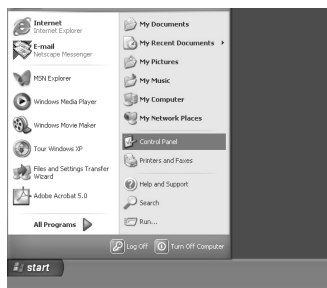 Internet
Internet Explorer
E-mail
Netscape Messenger
MSN Explorer
Windows Media Player
Windows Movie Maker
Tour Windows XP
Files and Settings Transfer
Wizard
Adobe Acrobat 5.0
All Programs
My Documents
My Recent Documents
My Pictures
My Music
My Computer
My Network Places
Control Panel
Printers and Faxes
Help and Support
Search
Run...
Log Off
Turn Off Computer
start